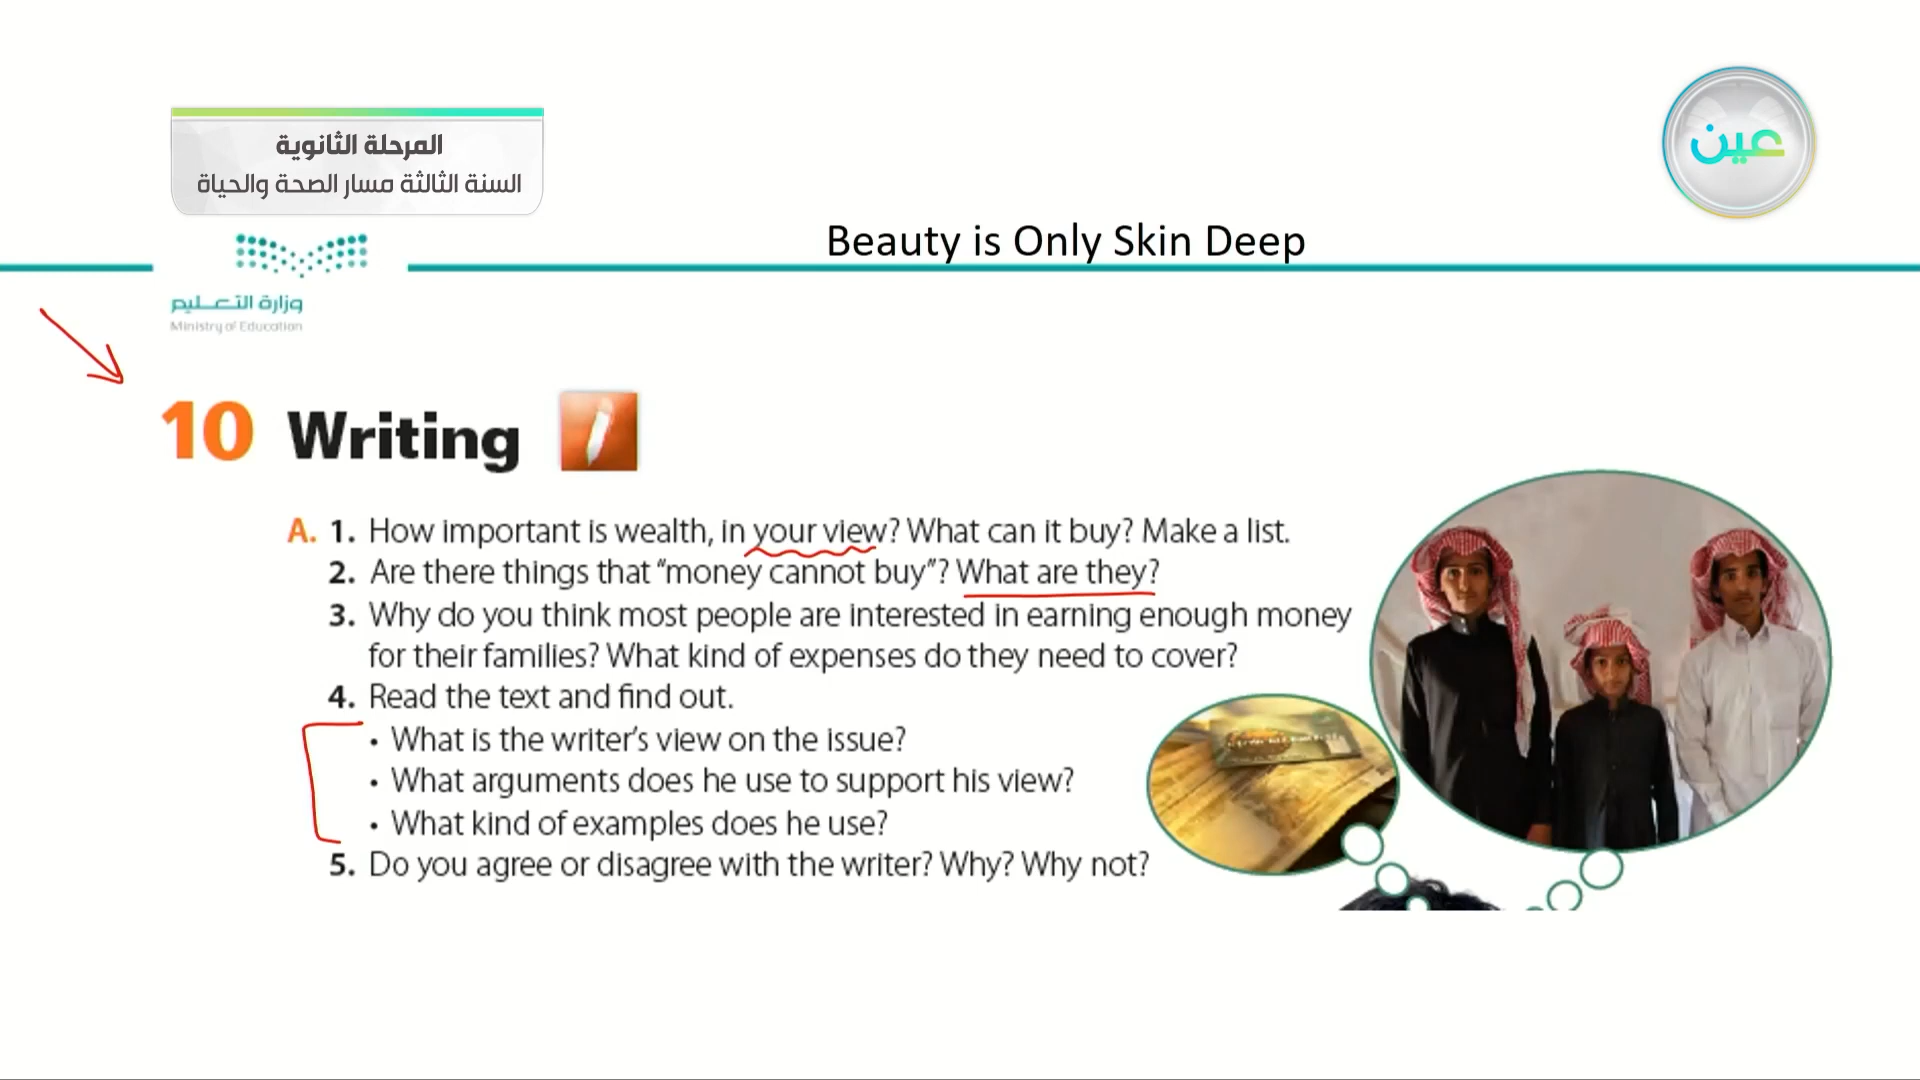 المرحلة الثانوية
السنة الثالثة مسار الصحة والحياة
عين
Beauty is Only Skin Deep
وزارة التعليم
Ministry of Education
10 Writing
A. 1. How important is wealth, in your view? What can it buy? Make a list.
2. Are there things that “money cannot buy”? What are they?
3. Why do you think most people are interested in earning enough money
for their families? What kind of expenses do they need to cover?
4. Read the text and find out.
• What is the writer’s view on the issue?
• What arguments does he use to support his view?
• What kind of examples does he use?
5. Do you agree or disagree with the writer? Why? Why not?